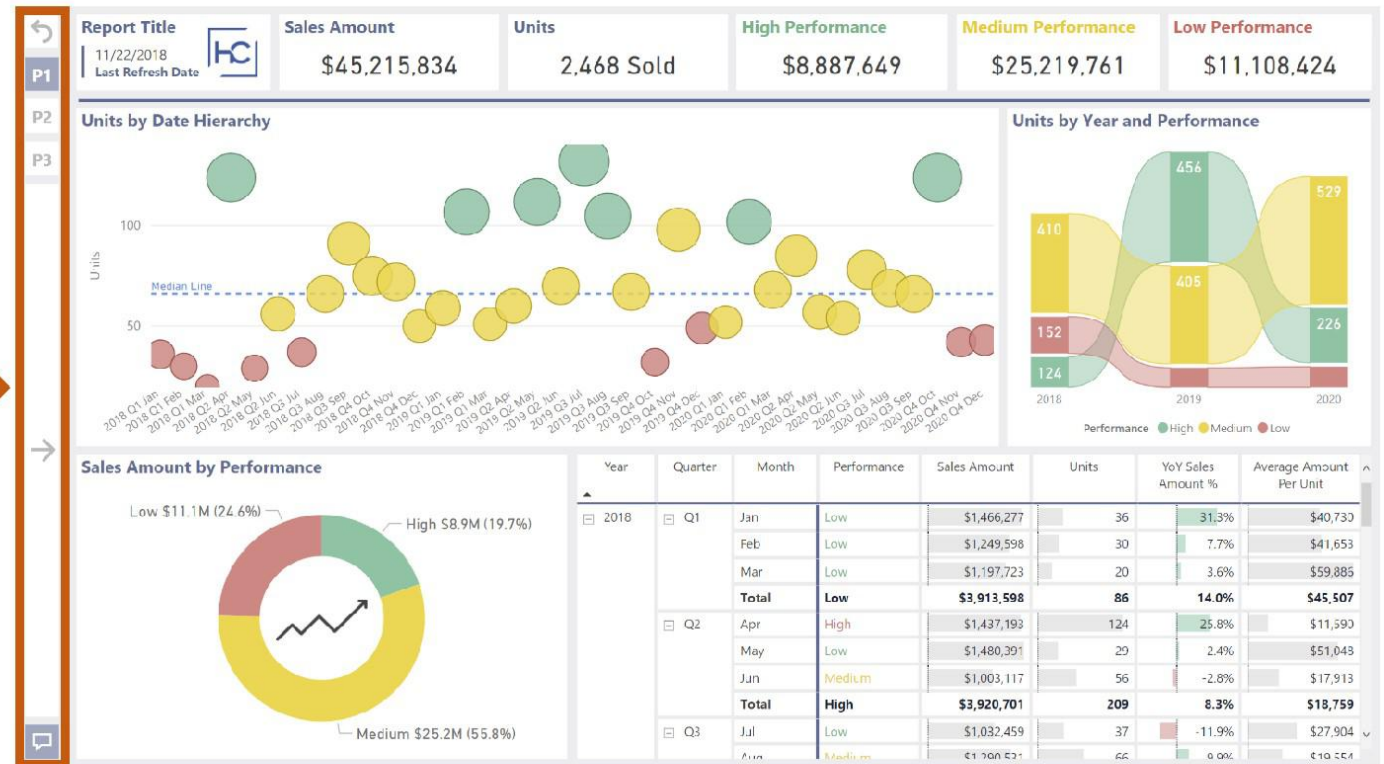 Report Title
11/22/2018
Last Refresh Date
HC
Sales Amount
$45,215,834
Units
2,468 Sold
High Performance
$8,887,649
Medium Performance
$25,219,761
Low Performance
$11,108,424
P1
P2
P3
Units by Date Hierarchy
Units
100
50
Median Line
2018 Q1 Jan
2018 Q1 Feb
2018 Q1 Mar
2018 Q2 Apr
2018 Q2 May
2018 Q2 Jun
2018 Q3 Jul
2018 Q3 Aug
2018 Q3 Sep
2018 Q4 Oct
2018 Q4 Nov
2018 Q4 Dec
2019 Q1 Jan
2019 Q1 Feb
2019 Q1 Mar
2019 Q2 Apr
2019 Q2 May
2019 Q2 Jun
2019 Q3 Jul
2019 Q3 Aug
2019 Q3 Sep
2019 Q4 Oct
2019 Q4 Nov
2019 Q4 Dec
2020 Q1 Jan
2020 Q1 Feb
2020 Q1 Mar
2020 Q2 Apr
2020 Q2 May
2020 Q2 Jun
2020 Q3 Jul
2020 Q3 Aug
2020 Q3 Sep
2020 Q4 Oct
2020 Q4 Nov
2020 Q4 Dec
Units by Year and Performance
456
529
410
405
152
226
124
2018 2019 2020
Performance High Medium Low
Sales Amount by Performance
Low $11.1M (24.6%)
High $8.9M (19.7%)
Medium $25.2M (55.8%)
Year Quarter Month Performance Sales Amount Units YoY Sales Amount % Average Amount Per Unit
2018 Q1 Jan Low $1,466,277 36 31.3% $40,730
Feb Low $1,249,598 30 7.7% $41,653
Mar Low $1,197,723 20 3.6% $59,886
Total Low $3,913,598 86 14.0% $45,507
Q2 Apr High $1,437,193 124 25.8% $11,590
May Low $1,480,391 29 2.4% $51,048
Jun Medium $1,003,117 56 -2.8% $17,913
Total High $3,920,701 209 8.3% $18,759
Q3 Jul Low $1,032,459 37 -11.9% $27,904
Aug Medium $1,290,531 66 9.9% $19,554